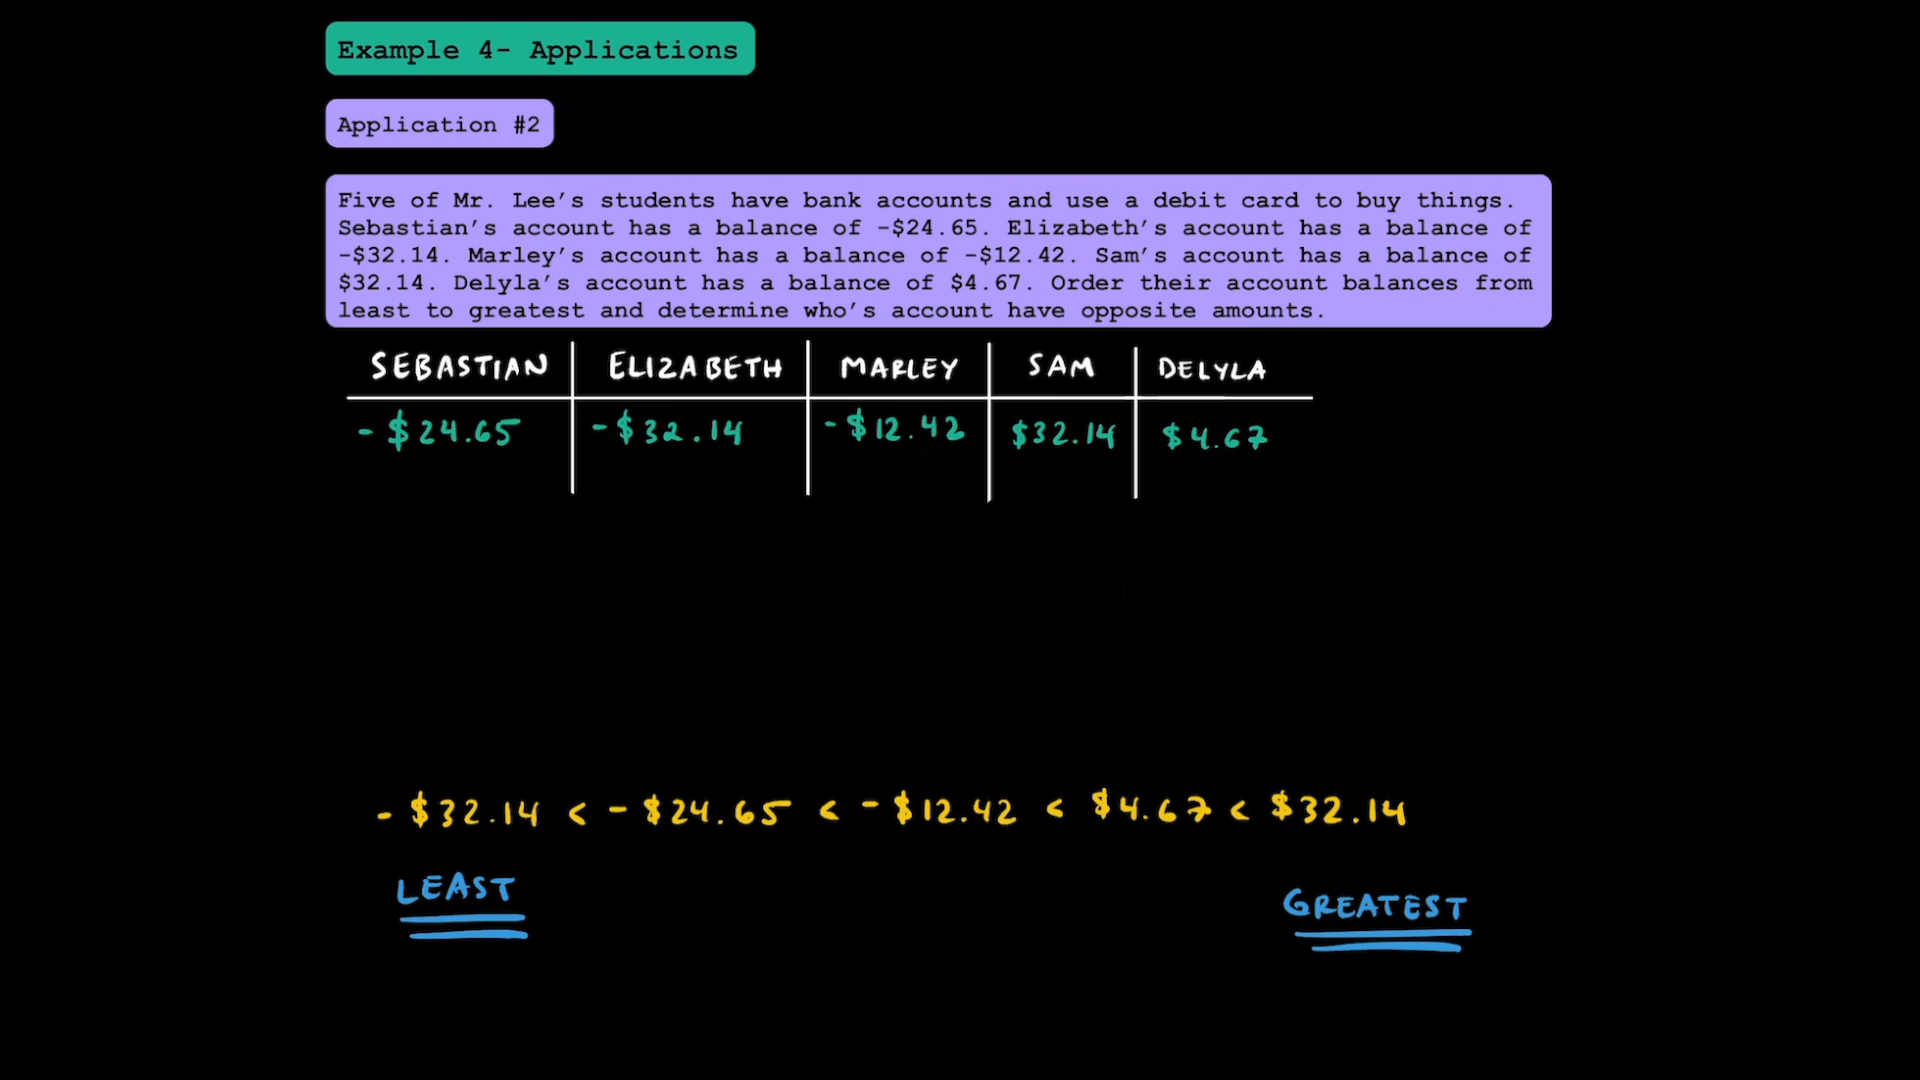 Example 4- Applications
Application #2
Five of Mr. Lee’s students have bank accounts and use a debit card to buy things.
Sebastian’s account has a balance of -$24.65. Elizabeth’s account has a balance of
-$32.14. Marley’s account has a balance of -$12.42. Sam’s account has a balance of
$32.14. Delyla’s account has a balance of $4.67. Order their account balances from
least to greatest and determine who’s account have opposite amounts.
SEBASTIAN ELIZABETH MARLEY SAM DELYLA
- $24.65 - $32.14 - $12.42 $32.14 $4.67
- $32.14 < - $24.65 < - $12.42 < $4.67 < $32.14
LEAST GREATEST